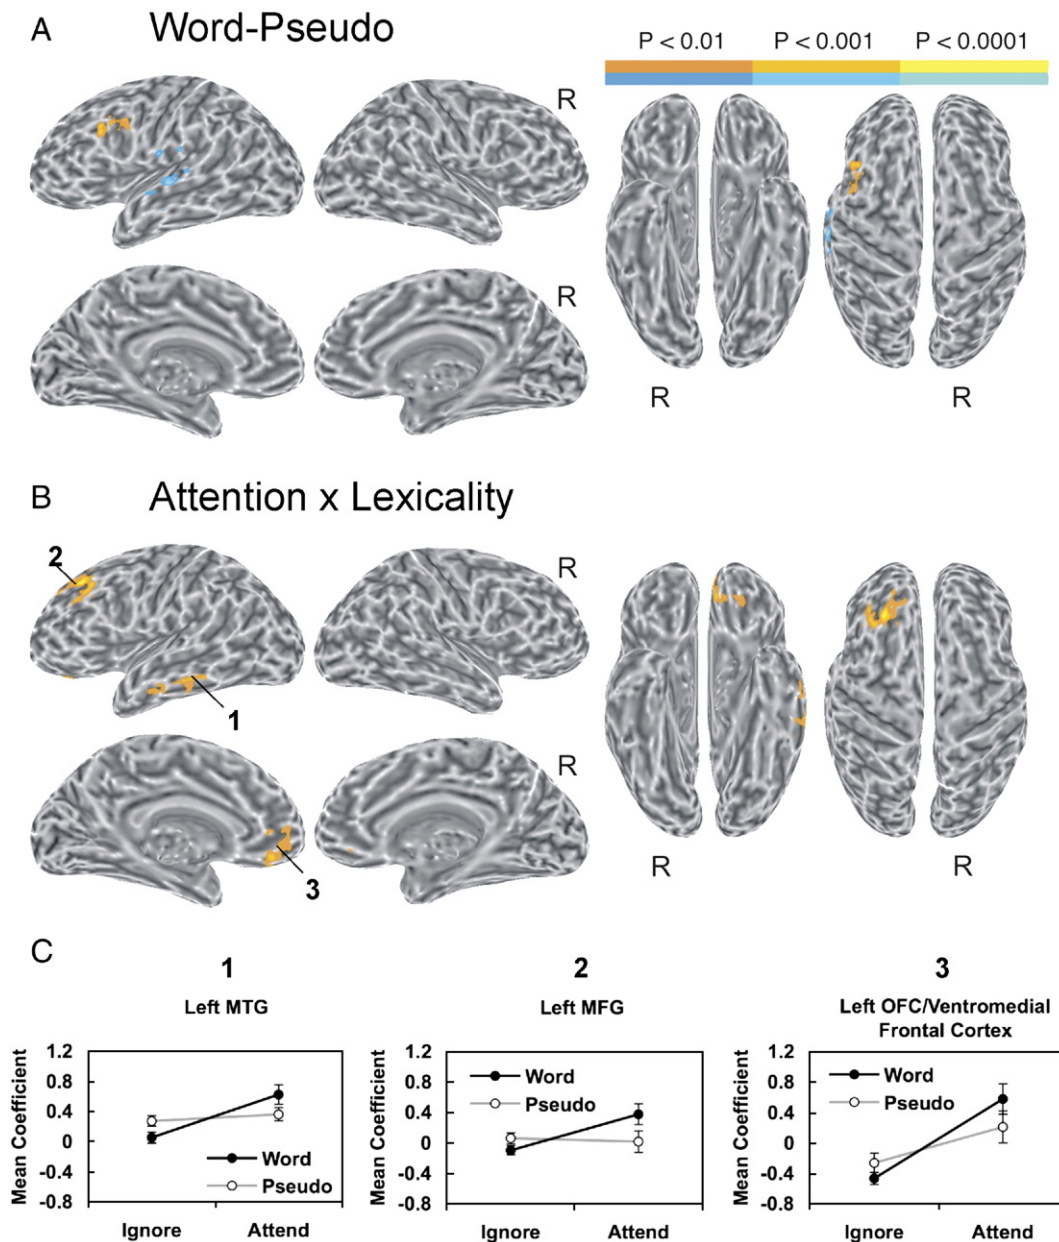 A Word-Pseudo
P < 0.01 P < 0.001 P < 0.0001
R
R
R R
B Attention x Lexicality
2
R
1
R
3
R R
C
1 2 3
Left MTG Left MFG Left OFC/Ventromedial
Frontal Cortex
Mean Coefficient
1.2
0.8
0.4
0
-0.4
-0.8
Word
Pseudo
Ignore Attend
Mean Coefficient
1.2
0.8
0.4
0
-0.4
-0.8
Word
Pseudo
Ignore Attend
Mean Coefficient
1.2
0.8
0.4
0
-0.4
-0.8
Word
Pseudo
Ignore Attend